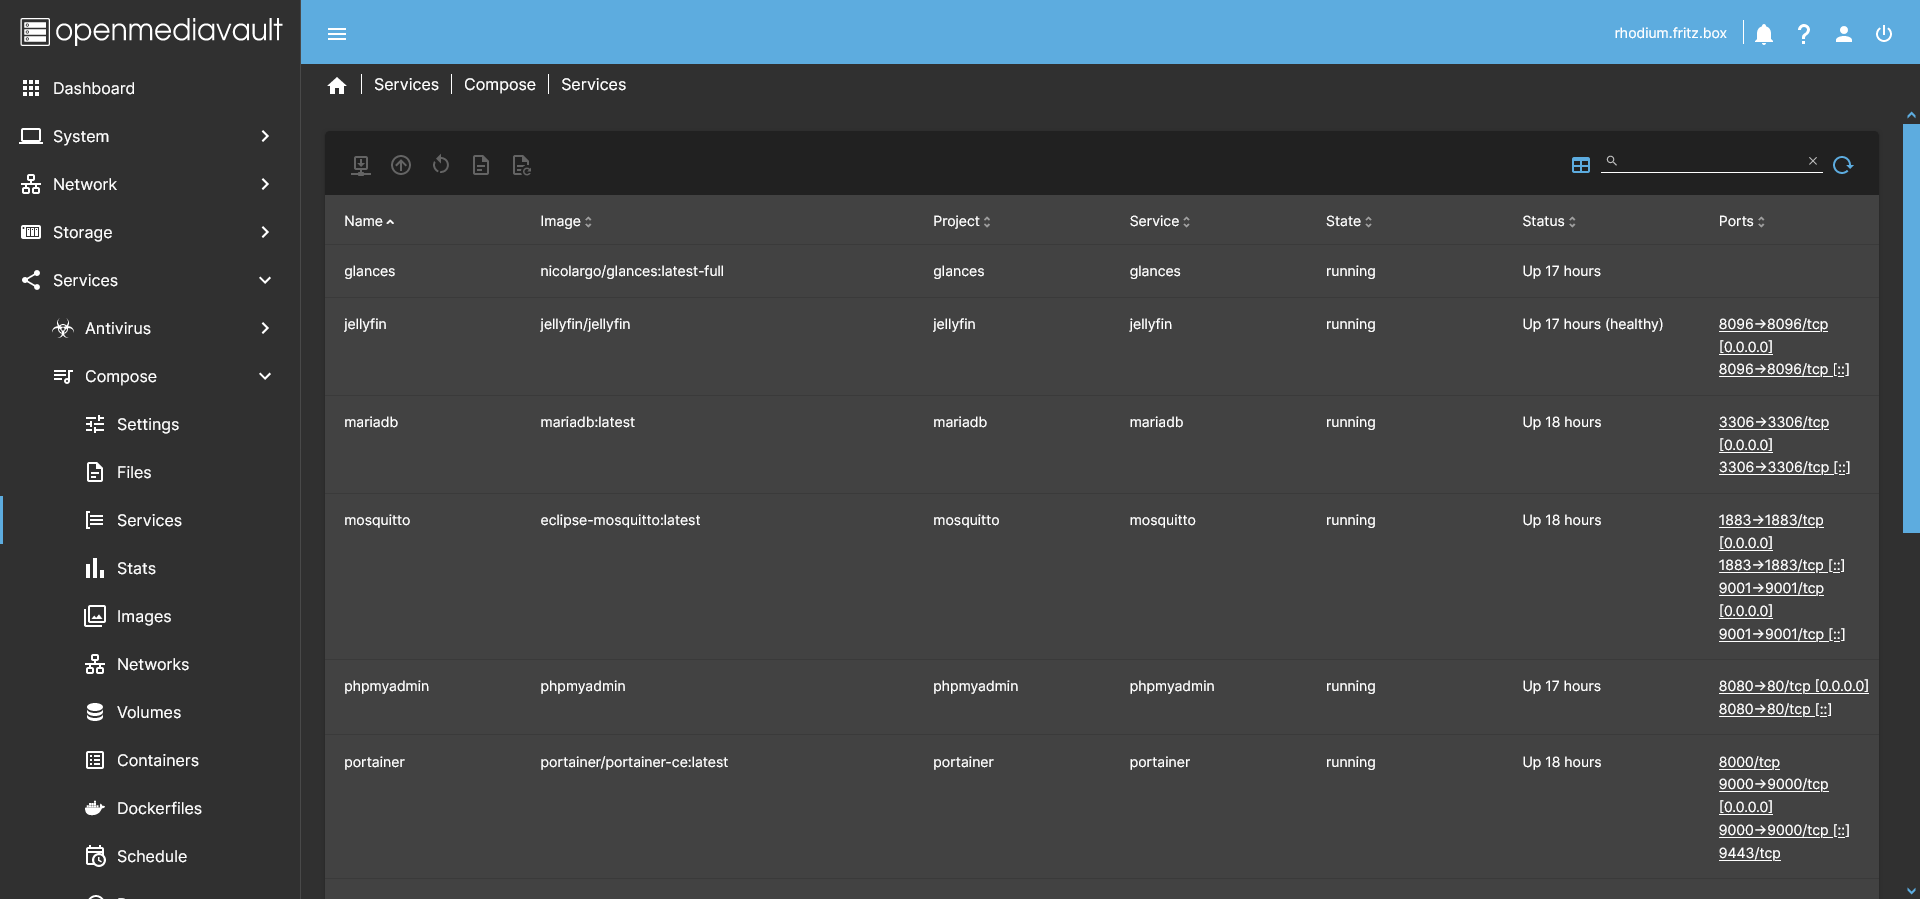 openmediavault
rhodium.fritz.box
Dashboard
System
Network
Storage
Services
Antivirus
Compose
Settings
Files
Services
Stats
Images
Networks
Volumes
Containers
Dockerfiles
Schedule
Services | Compose | Services
Name Image Project Service State Status Ports
glances nicolargo/glances:latest-full glances glances running Up 17 hours
jellyfin jellyfin/jellyfin jellyfin jellyfin running Up 17 hours (healthy) 8096→8096/tcp
[0.0.0.0]
8096→8096/tcp [::]
mariadb mariadb:latest mariadb mariadb running Up 18 hours 3306→3306/tcp
[0.0.0.0]
3306→3306/tcp [::]
mosquitto eclipse-mosquitto:latest mosquitto mosquitto running Up 18 hours 1883→1883/tcp
[0.0.0.0]
1883→1883/tcp [::]
9001→9001/tcp
[0.0.0.0]
9001→9001/tcp [::]
phpmyadmin phpmyadmin phpmyadmin phpmyadmin running Up 17 hours 8080→80/tcp [0.0.0.0]
8080→80/tcp [::]
portainer portainer/portainer-ce:latest portainer portainer running Up 18 hours 8000/tcp
9000→9000/tcp
[0.0.0.0]
9000→9000/tcp [::]
9443/tcp